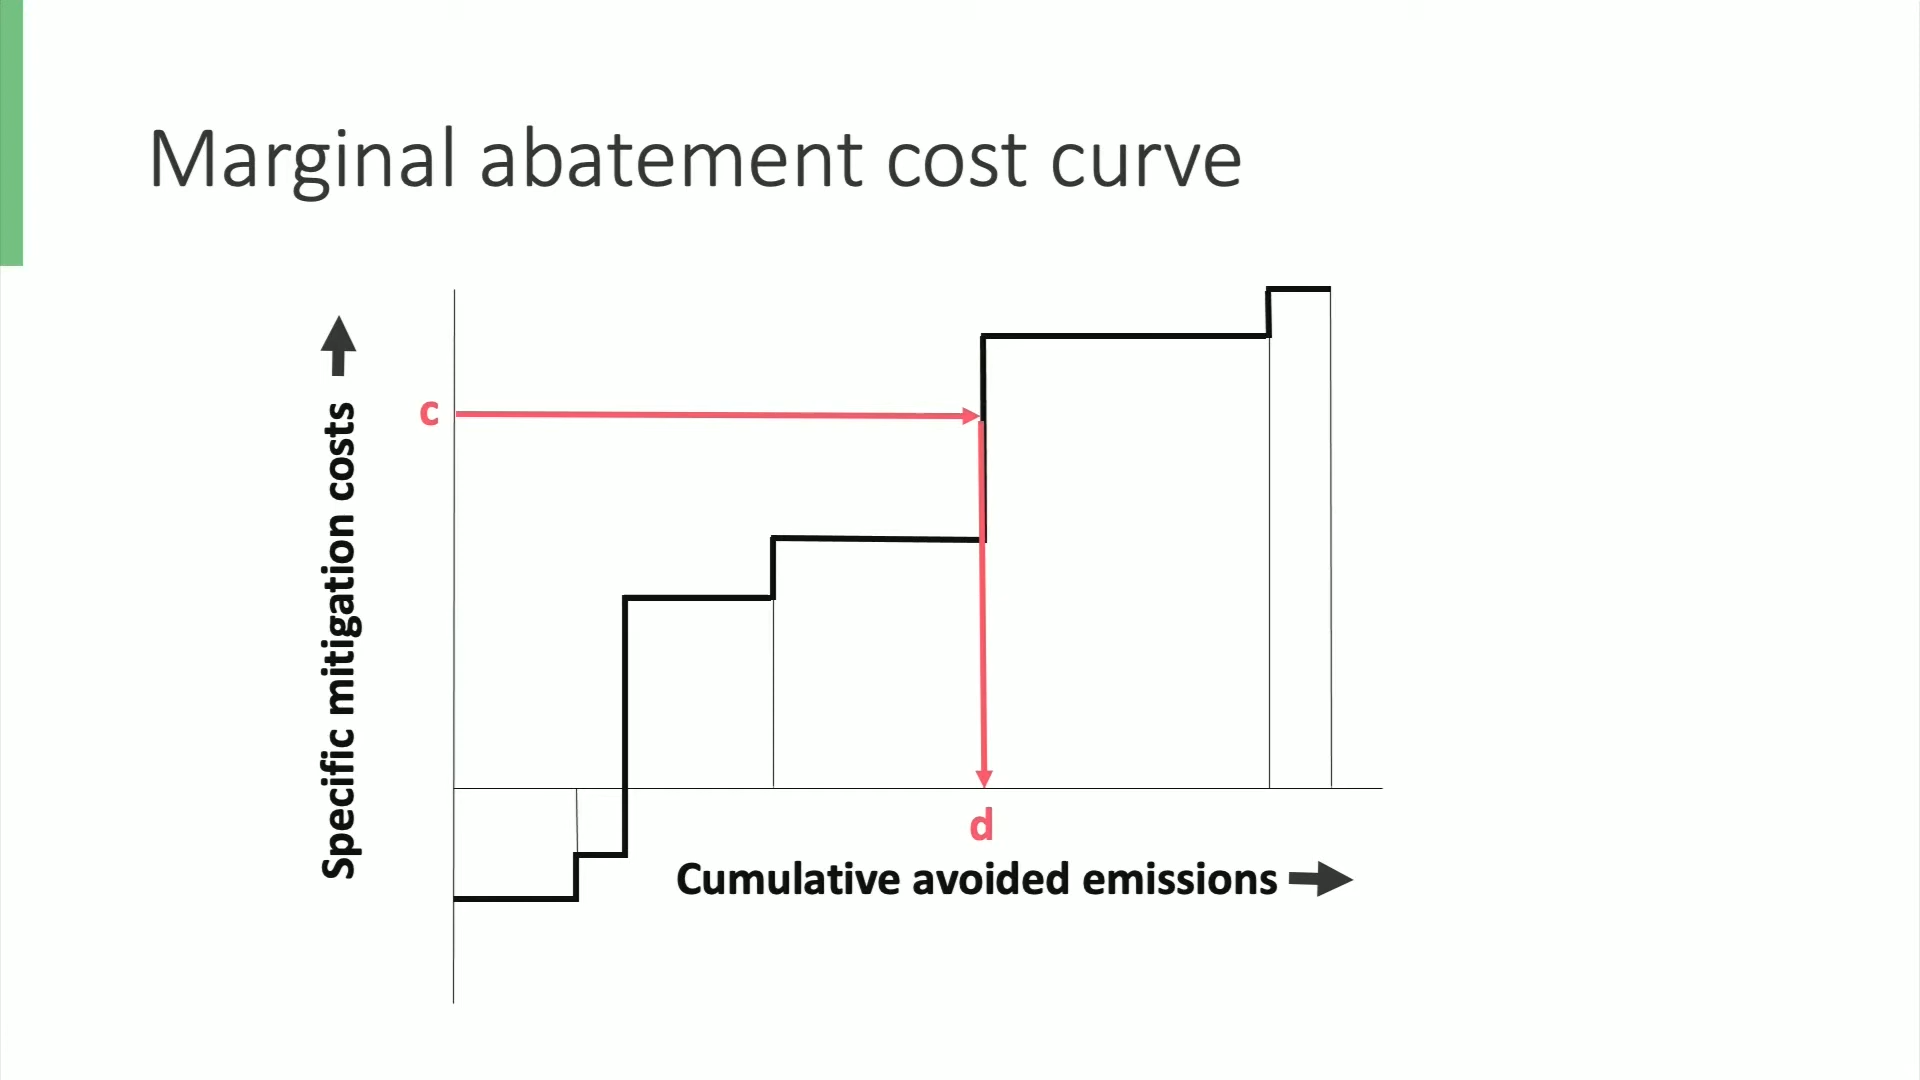 Marginal abatement cost curve
c
Specific mitigation costs
d
Cumulative avoided emissions